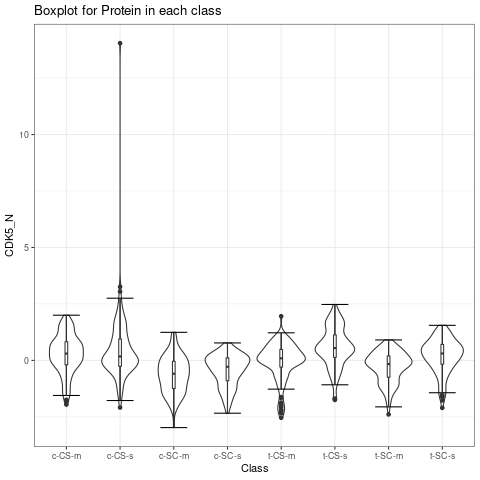 Boxplot for Protein in each class
CDK5_N
10
5
0
c-CS-m c-CS-s c-SC-m c-SC-s t-CS-m t-CS-s t-SC-m t-SC-s
Class